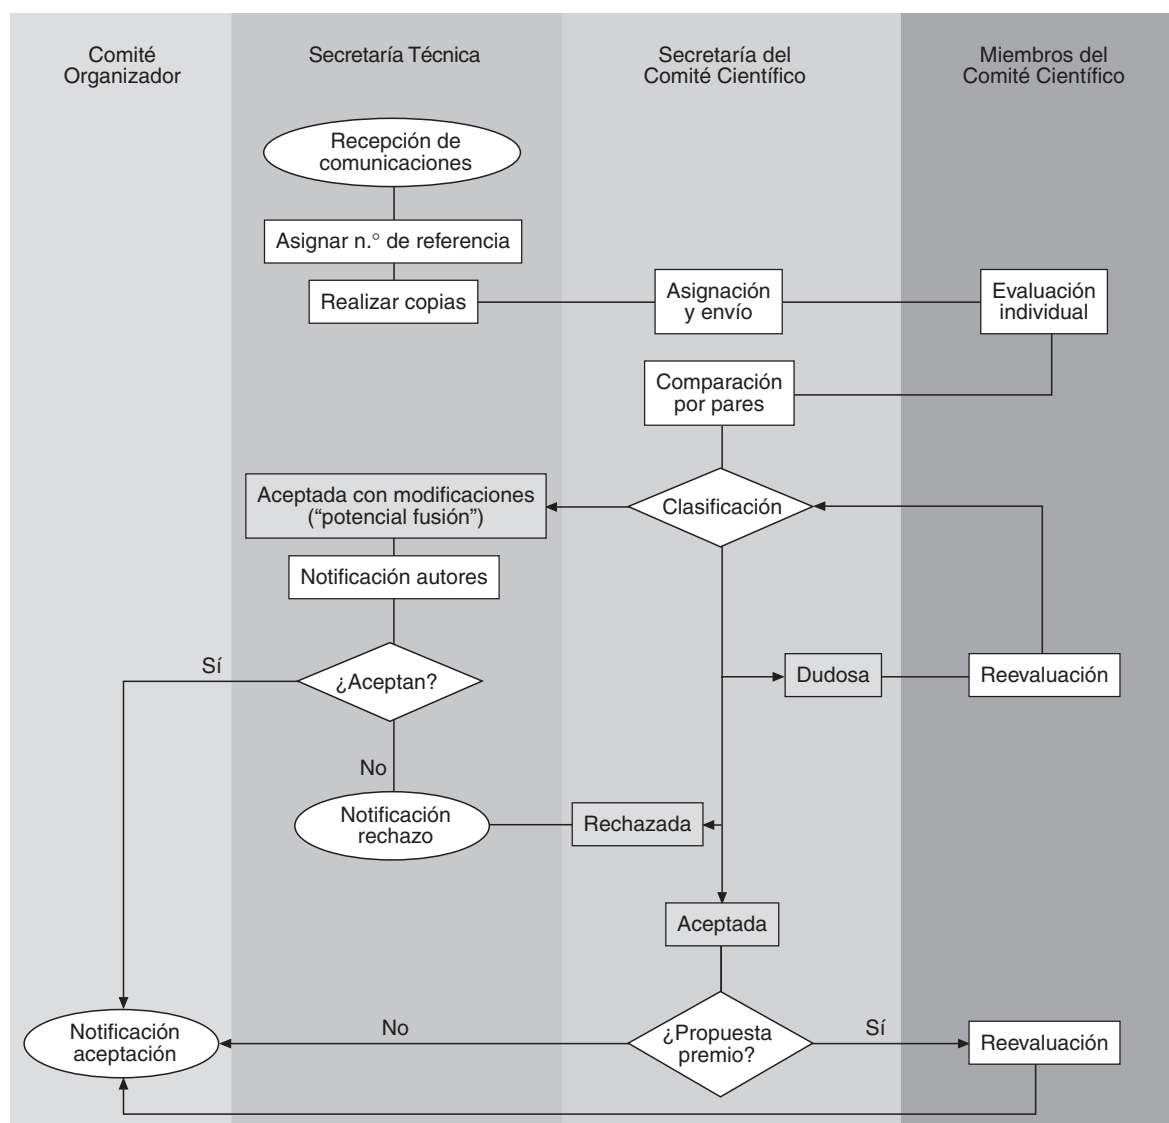 Comité
Organizador
Secretaría Técnica
Secretaría del
Comité Científico
Miembros del
Comité Científico
Recepción de
comunicaciones
Asignar n.° de referencia
Realizar copias
Asignación
y envío
Evaluación
individual
Comparación
por pares
Clasificación
Aceptada con modificaciones
(“potencial fusión”)
Notificación autores
¿Aceptan?
Sí
No
Dudosa
Reevaluación
Notificación
rechazo
Rechazada
Aceptada
¿Propuesta
premio?
No
Sí
Notificación
aceptación
Reevaluación